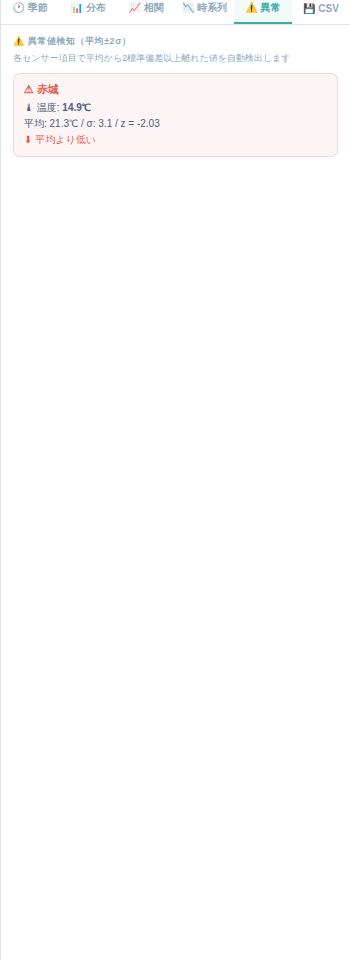 🕐 季節 📊 分布 📈 相関 📉 時系列 ⚠️ 異常 💾 CSV
⚠️ 異常値検知（平均±2σ）
各センサー項目で平均から2標準偏差以上離れた値を自動検出します
⚠ 赤城
🌡 温度: 14.9℃
平均: 21.3℃ / σ: 3.1 / z = -2.03
⬇ 平均より低い